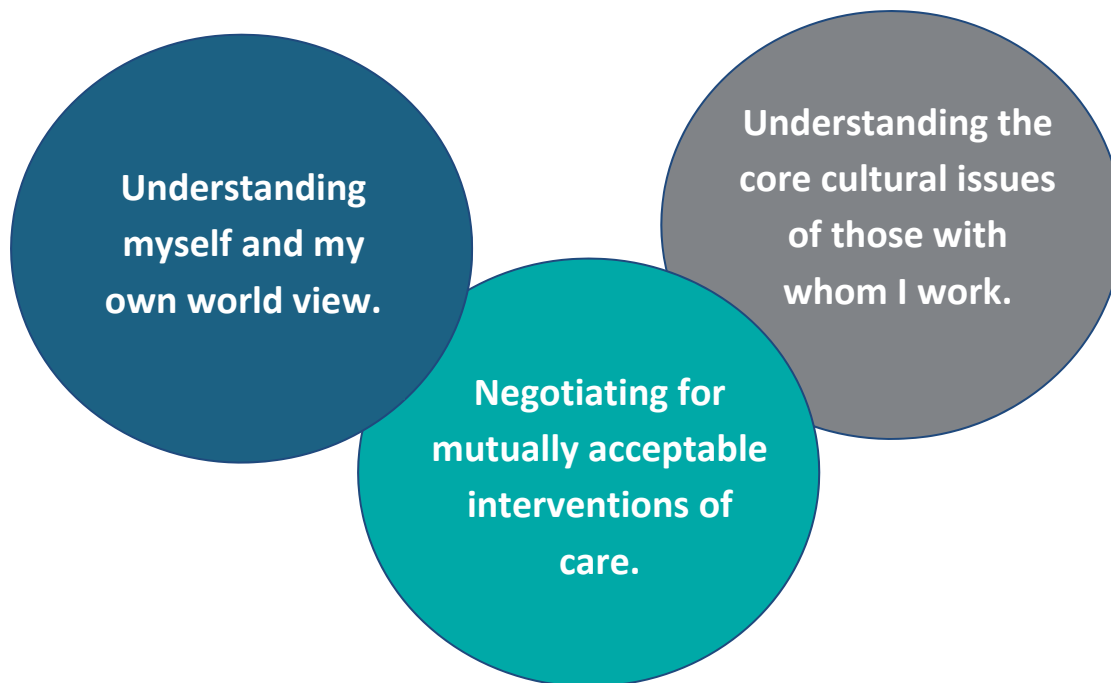 Understanding
myself and my
own world view.
Understanding the
core cultural issues
of those with
whom I work.
Negotiating for
mutually acceptable
interventions of
care.